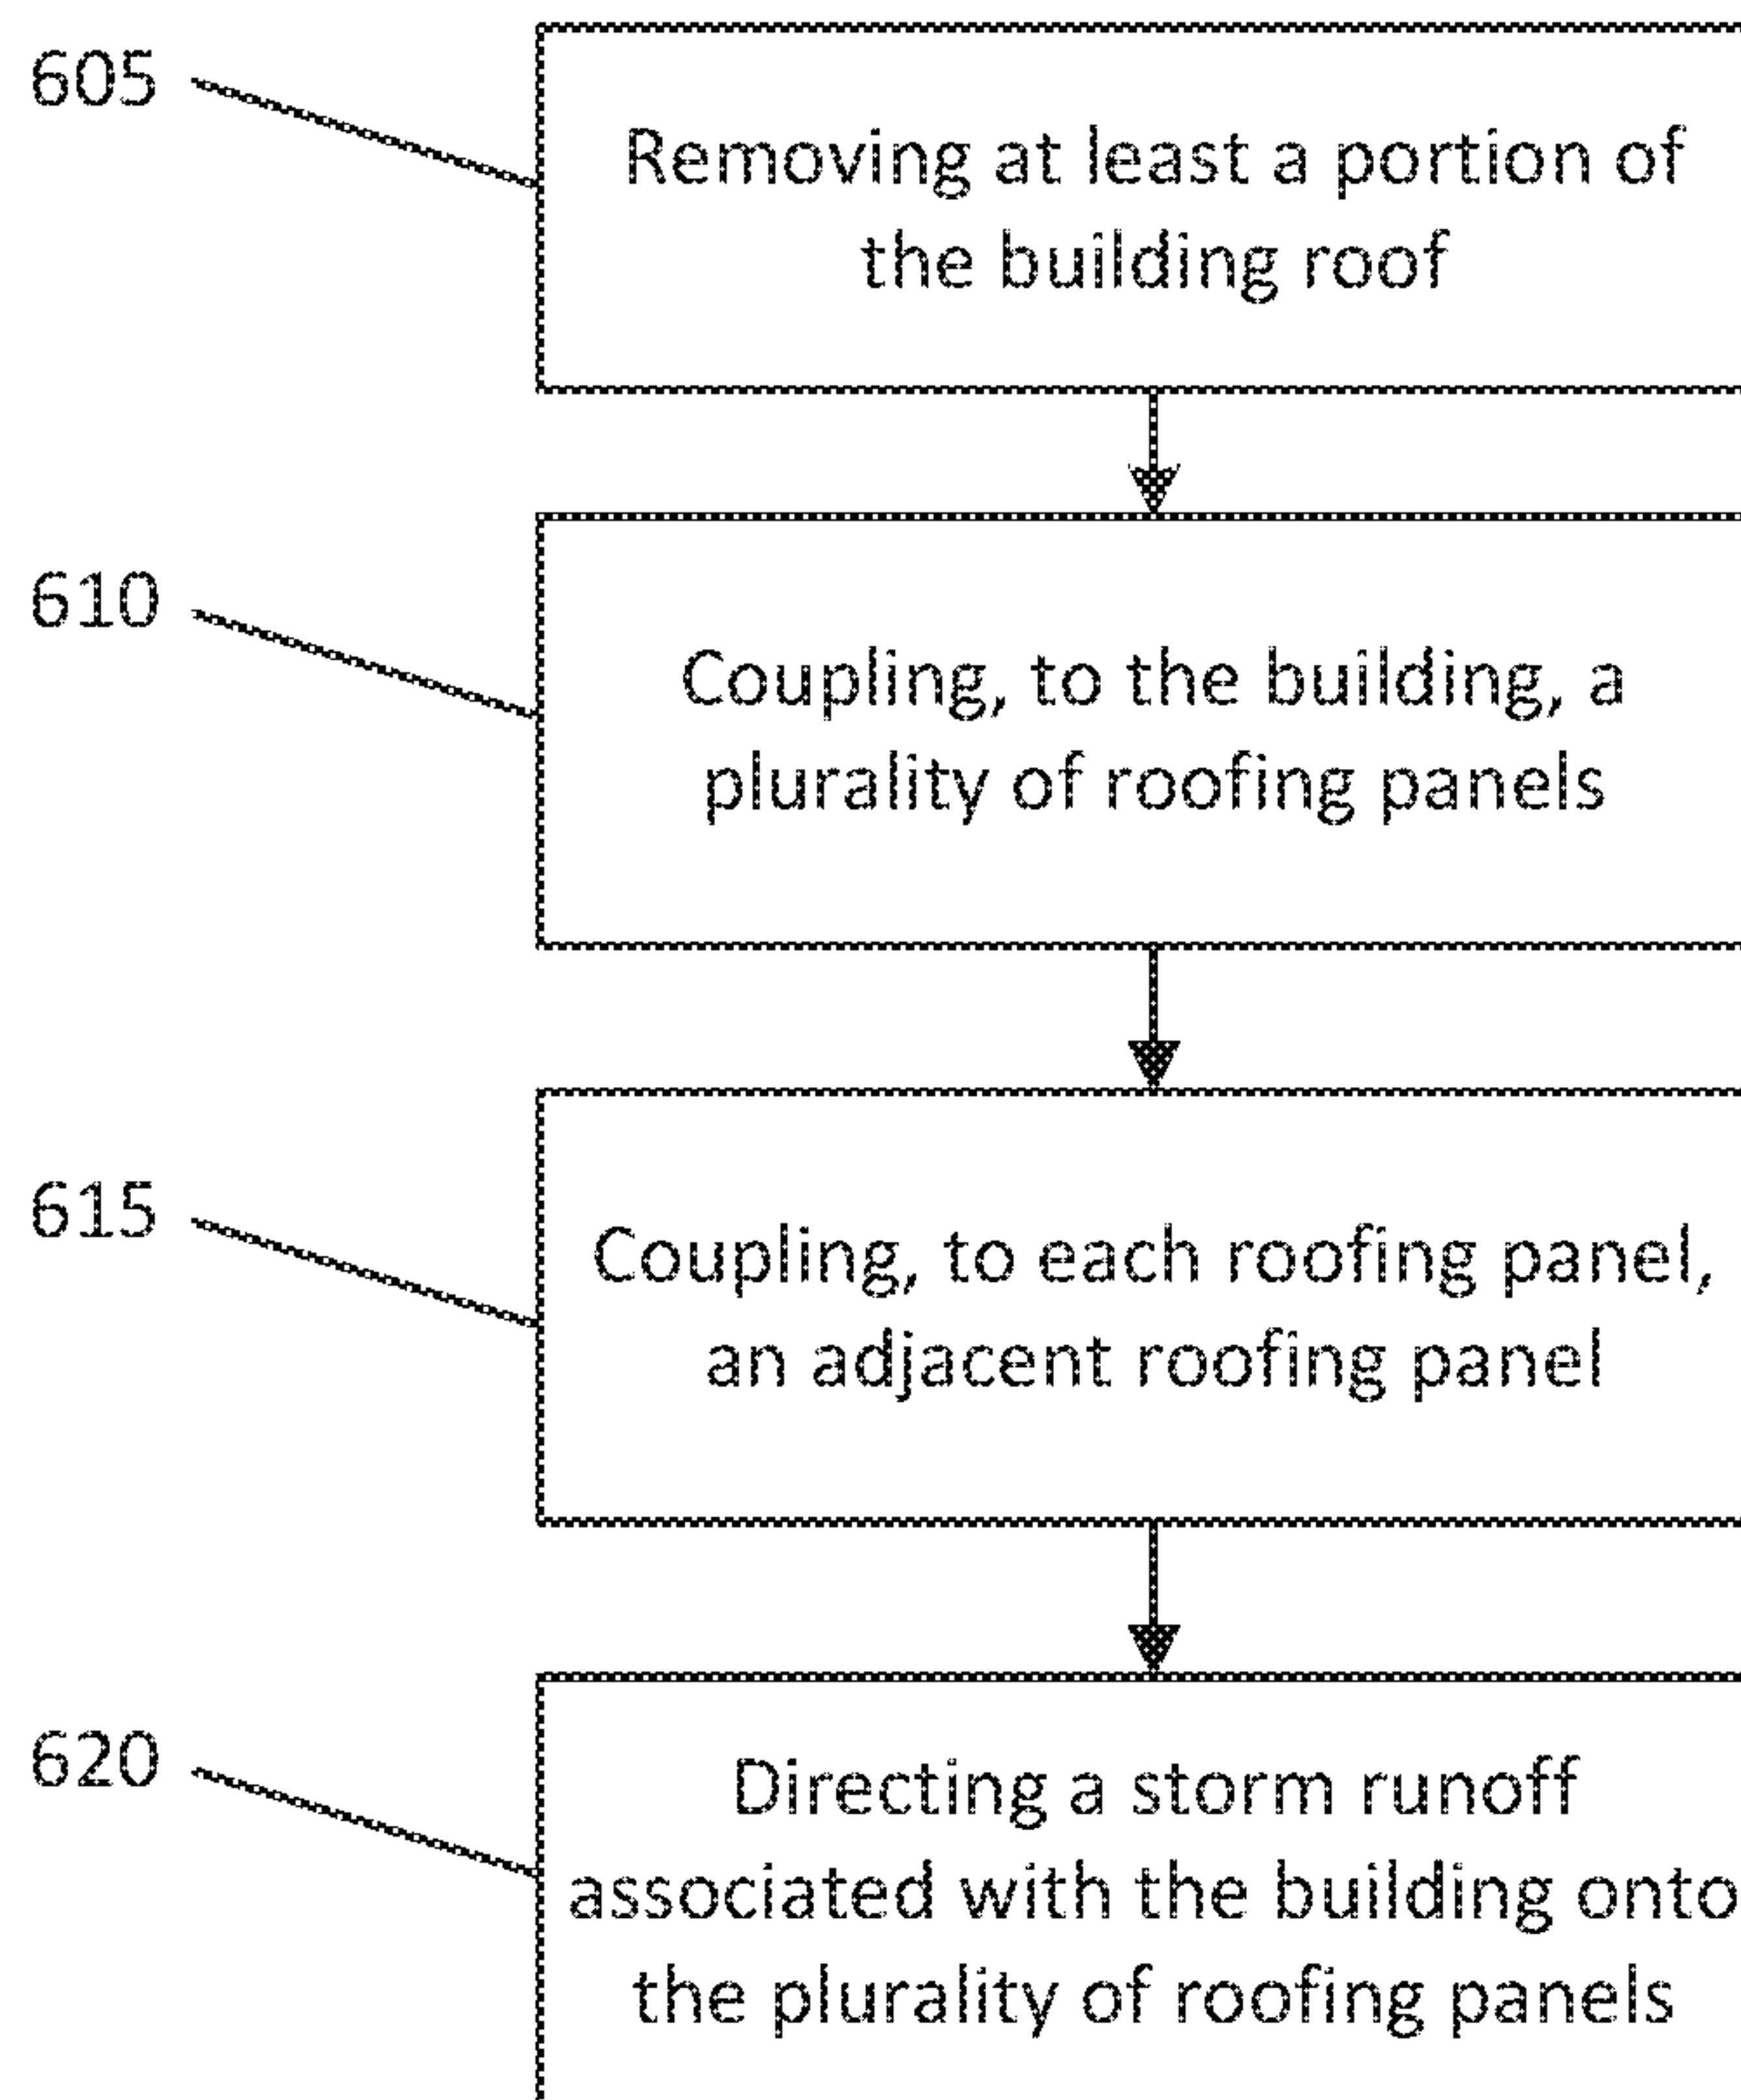 605
Removing at least a portion of
the building roof
610
Coupling, to the building, a
plurality of roofing panels
615
Coupling, to each roofing panel,
an adjacent roofing panel
620
Directing a storm runoff
associated with the building onto
the plurality of roofing panels